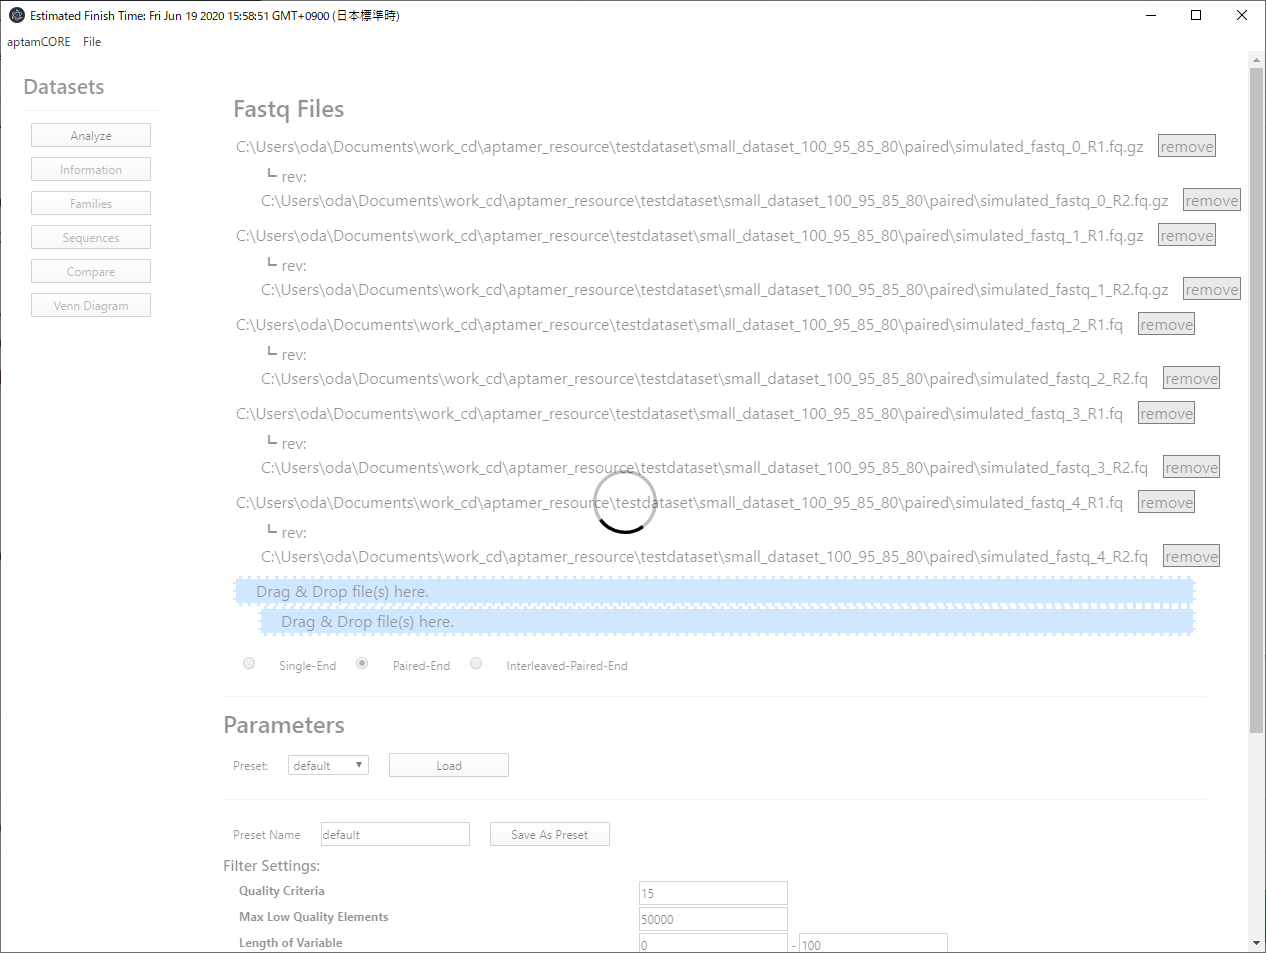 Estimated Finish Time: Fri Jun 19 2020 15:58:51 GMT+0900 (日本標準時)
aptamCORE File
Datasets
Analyze
Information
Families
Sequences
Compare
Venn Diagram
Fastq Files
C:\Users\oda\Documents\work_cd\aptamer_resource\testdataset\small_dataset_100_95_85_80\paired\simulated_fastq_0_R1.fq.gz remove
┗ rev:
C:\Users\oda\Documents\work_cd\aptamer_resource\testdataset\small_dataset_100_95_85_80\paired\simulated_fastq_0_R2.fq.gz remove
C:\Users\oda\Documents\work_cd\aptamer_resource\testdataset\small_dataset_100_95_85_80\paired\simulated_fastq_1_R1.fq.gz remove
┗ rev:
C:\Users\oda\Documents\work_cd\aptamer_resource\testdataset\small_dataset_100_95_85_80\paired\simulated_fastq_1_R2.fq.gz remove
C:\Users\oda\Documents\work_cd\aptamer_resource\testdataset\small_dataset_100_95_85_80\paired\simulated_fastq_2_R1.fq remove
┗ rev:
C:\Users\oda\Documents\work_cd\aptamer_resource\testdataset\small_dataset_100_95_85_80\paired\simulated_fastq_2_R2.fq remove
C:\Users\oda\Documents\work_cd\aptamer_resource\testdataset\small_dataset_100_95_85_80\paired\simulated_fastq_3_R1.fq remove
┗ rev:
C:\Users\oda\Documents\work_cd\aptamer_resource\testdataset\small_dataset_100_95_85_80\paired\simulated_fastq_3_R2.fq remove
C:\Users\oda\Documents\work_cd\aptamer_resource\testdataset\small_dataset_100_95_85_80\paired\simulated_fastq_4_R1.fq remove
┗ rev:
C:\Users\oda\Documents\work_cd\aptamer_resource\testdataset\small_dataset_100_95_85_80\paired\simulated_fastq_4_R2.fq remove
Drag & Drop file(s) here.
Drag & Drop file(s) here.
Single-End Paired-End Interleaved-Paired-End
Parameters
Preset: default Load
Preset Name default Save As Preset
Filter Settings:
Quality Criteria 15
Max Low Quality Elements 50000
Length of Variable 0 - 100